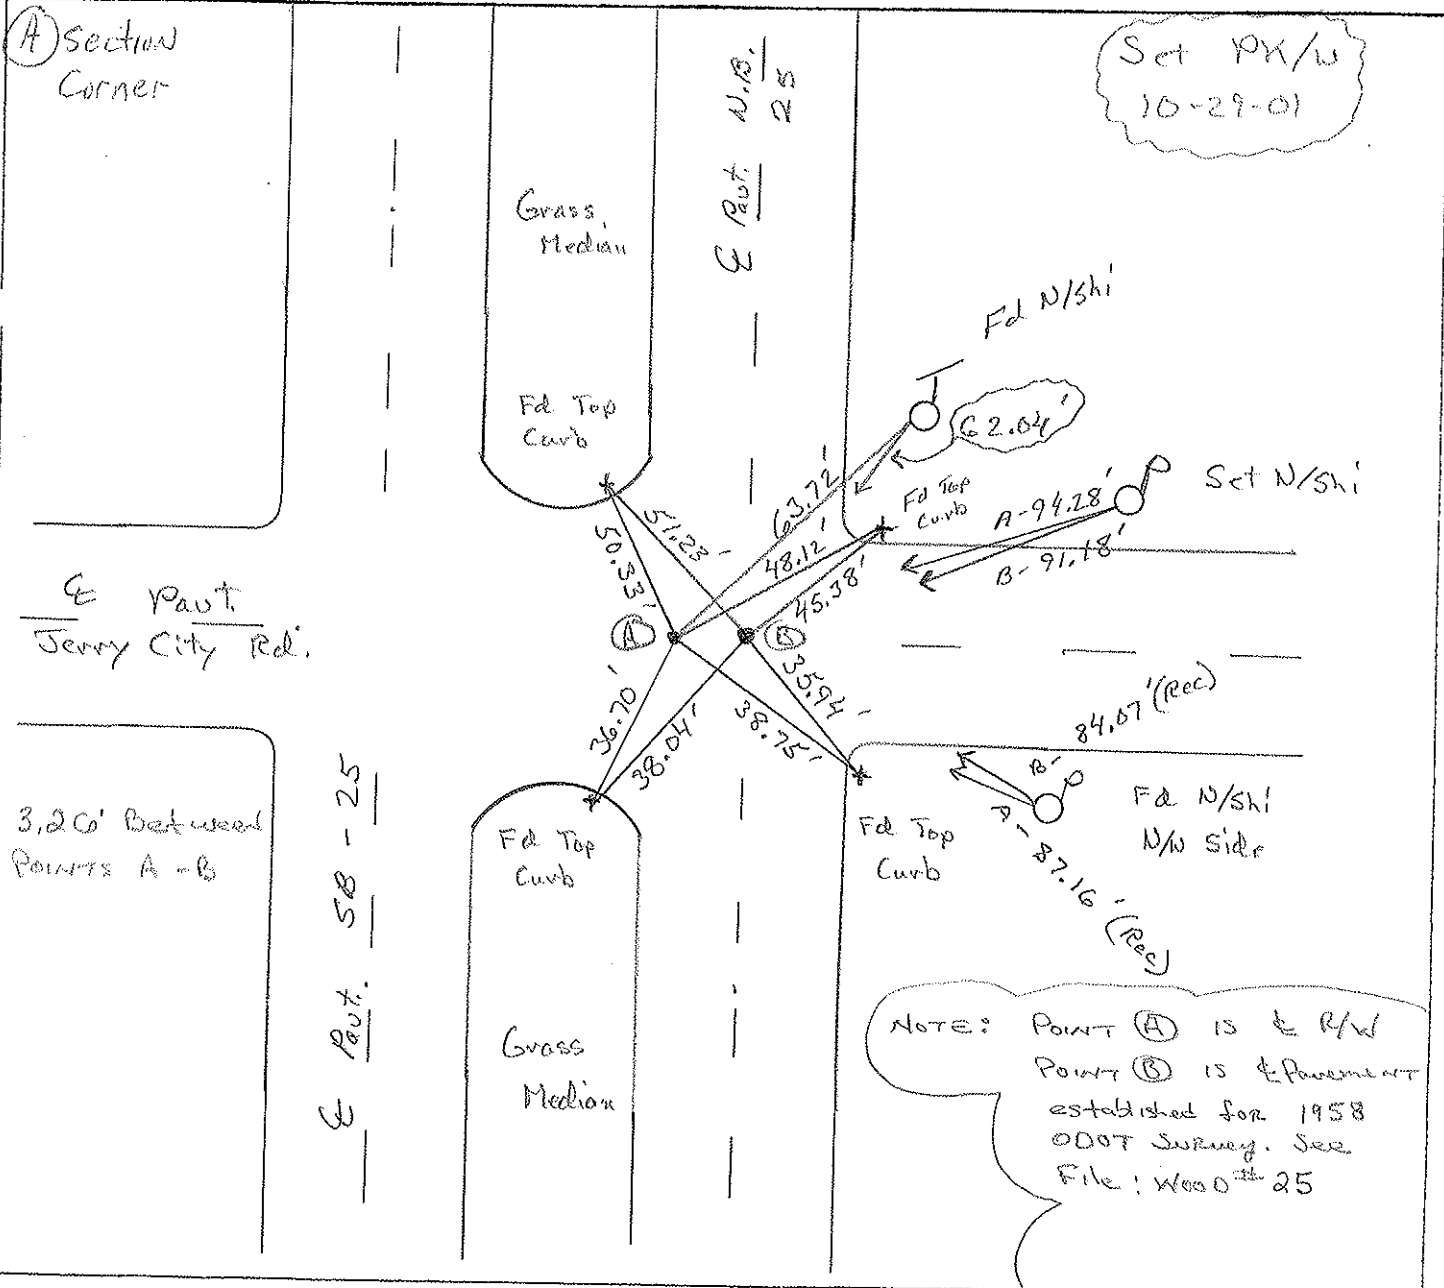 Ⓐ Section
Corner
Set PK/W
10-29-01
℄ Pavt. N.B. 25
Grass
Median
Fd N/Shi
Fd Top
Curb
62.04'
63.72'
Fd Top
Curb
Set N/Shi
A-94.28'
B-91.18'
51.23'
50.33'
48.12'
45.38'
℄ Pavt.
Jerry City Rd.
Ⓐ
Ⓑ
36.70'
38.04'
38.75'
35.94'
84.07' (Rec)
B-
A-87.16' (Rec)
Fd N/Shi
N/W Side
3.26' Between
Points A-B
℄ Pavt. SB-25
Fd Top
Curb
Fd Top
Curb
Grass
Median
NOTE: POINT Ⓐ IS ℄ R/W
POINT Ⓑ IS ℄ PAVEMENT
established for 1958
ODOT Survey. See
File: WOOD #25